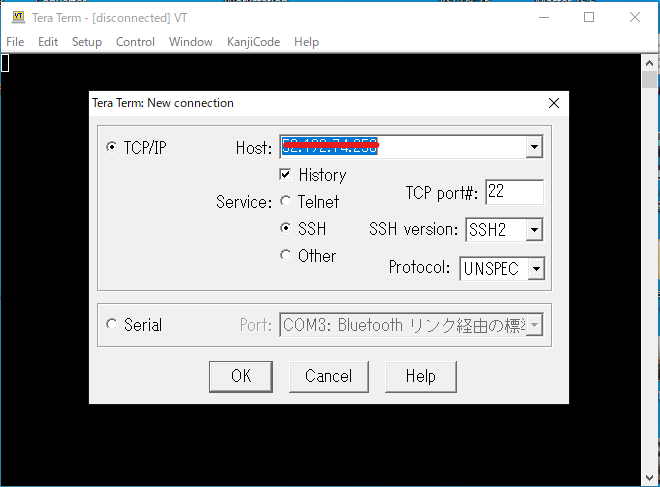 Tera Term - [disconnected] VT
File Edit Setup Control Window KanjiCode Help
Tera Term: New connection
TCP/IP Host:
History
Service: Telnet TCP port#: 22
SSH SSH version: SSH2
Other Protocol: UNSPEC
Serial Port: COM3: Bluetooth リンク経由の標
OK Cancel Help